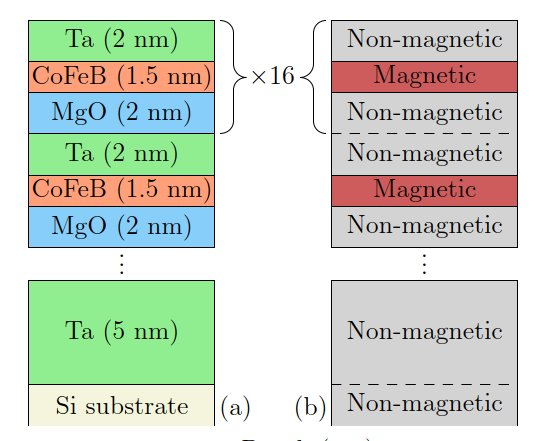 Ta (2 nm)
CoFeB (1.5 nm)
MgO (2 nm)
Ta (2 nm)
CoFeB (1.5 nm)
MgO (2 nm)
⋮
Ta (5 nm)
Si substrate
(a)
×16
Non-magnetic
Magnetic
Non-magnetic
Non-magnetic
Magnetic
Non-magnetic
⋮
Non-magnetic
Non-magnetic
(b)